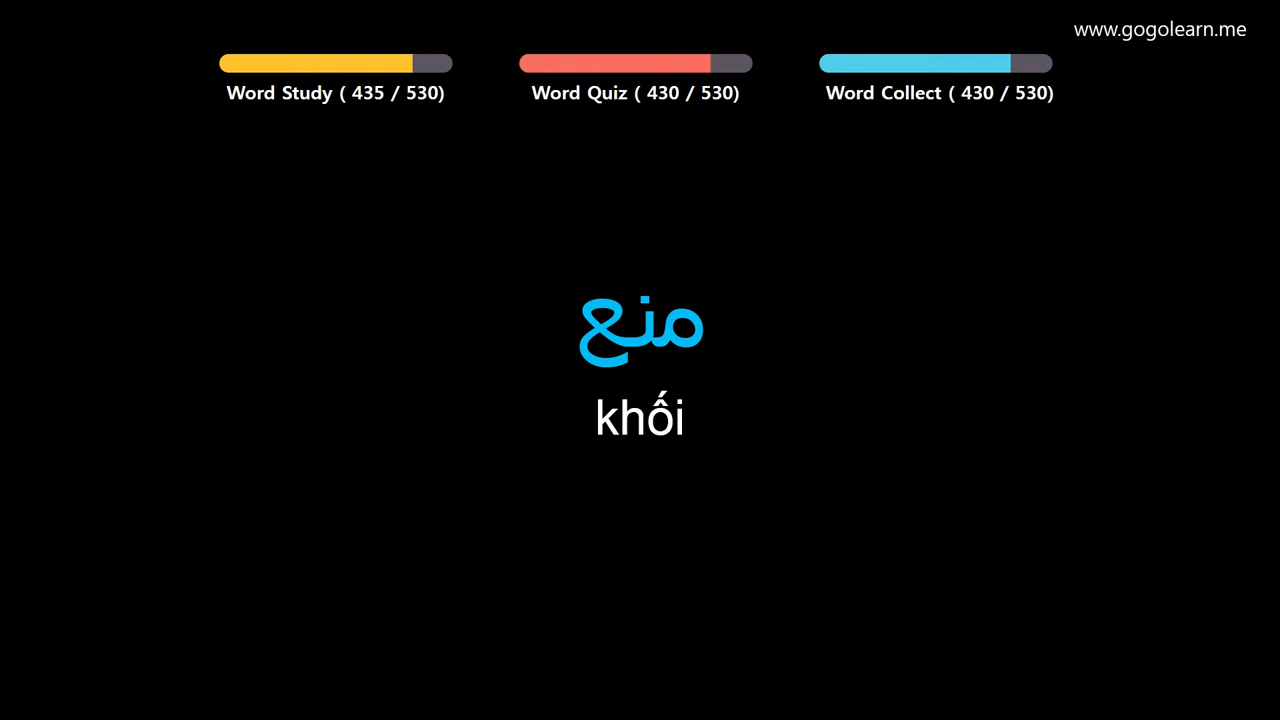 www.gogolearn.me
Word Study ( 435 / 530)
Word Quiz ( 430 / 530)
Word Collect ( 430 / 530)
منع
khối